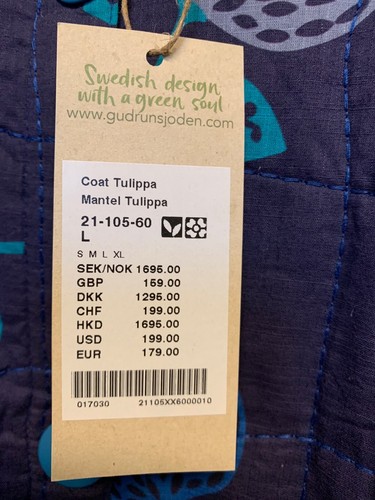 Swedish design
with a green soul
www.gudrunsjoden.com
Coat Tulippa
Mantel Tulippa
21-105-60
L
S M L XL
SEK/NOK 1695.00
GBP 159.00
DKK 1295.00
CHF 199.00
HKD 1695.00
USD 199.00
EUR 179.00
017030 21105XX6000010